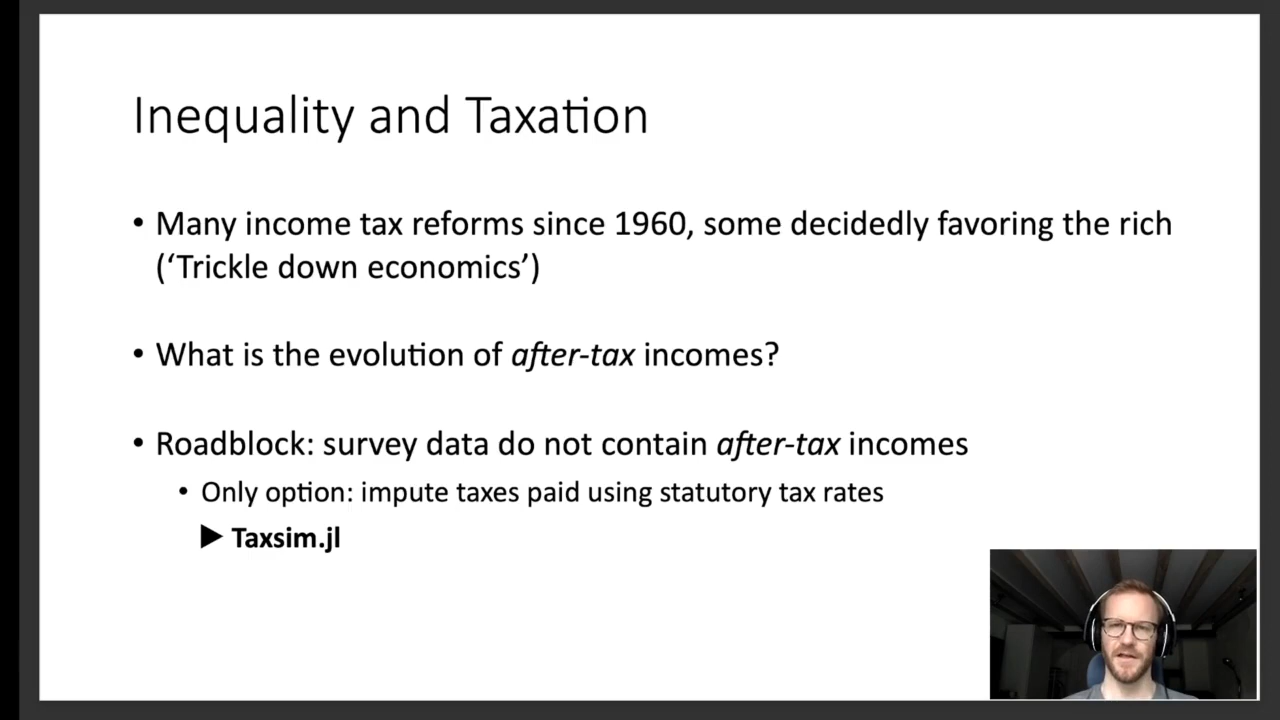 Inequality and Taxation
• Many income tax reforms since 1960, some decidedly favoring the rich
(‘Trickle down economics’)
• What is the evolution of after-tax incomes?
• Roadblock: survey data do not contain after-tax incomes
• Only option: impute taxes paid using statutory tax rates
▶ Taxsim.jl